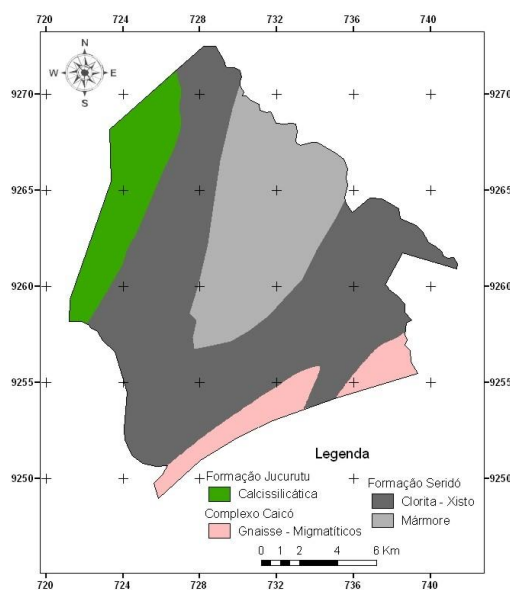 720 724 728 732 736 740
N
W E
S
9270 9270
9265 9265
9260 9260
9255 9255
9250 9250
Legenda
Formação Jucurutu
Calcissilicática
Complexo Caicó
Gnaisse - Migmatíticos
Formação Seridó
Clorita - Xisto
Mármore
0 1 2 4 6 Km
720 724 728 732 736 740